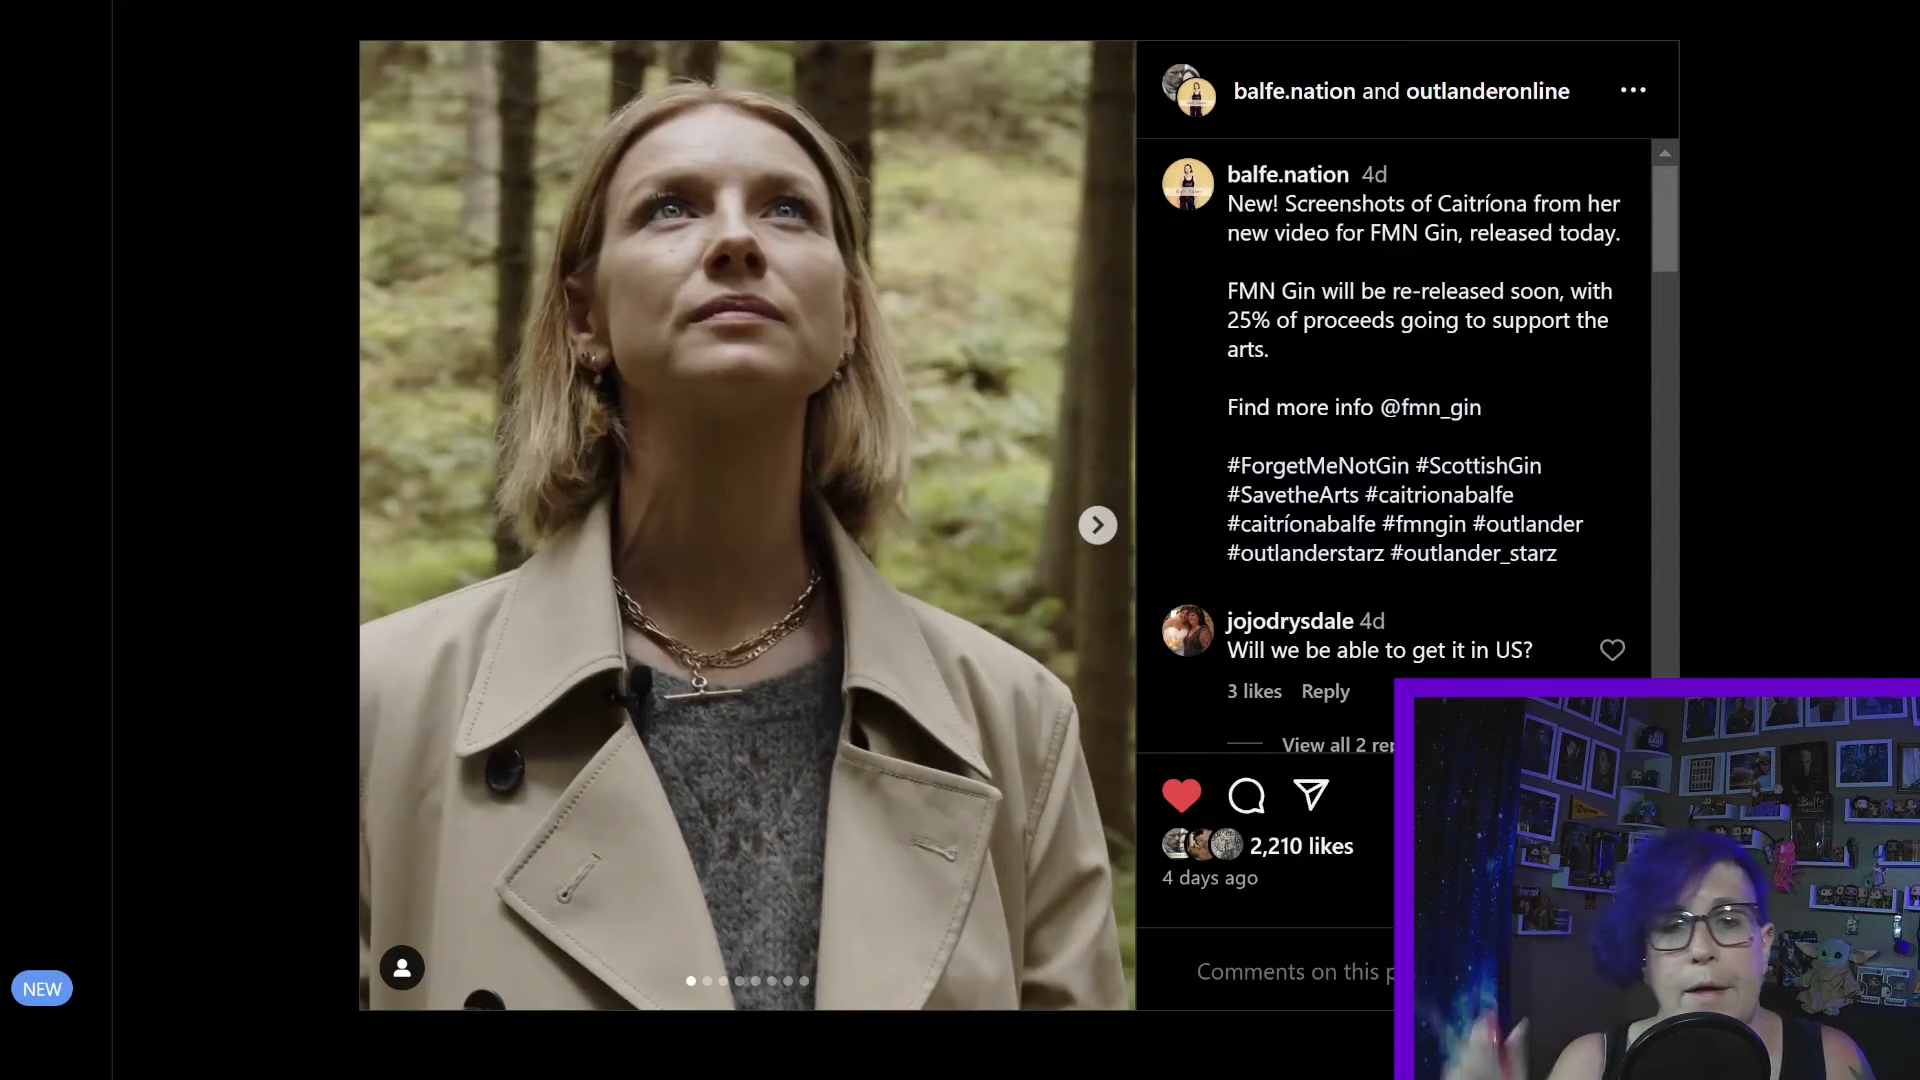 balfe.nation and outlanderonline
balfe.nation 4d
New! Screenshots of Caitríona from her
new video for FMN Gin, released today.
FMN Gin will be re-released soon, with
25% of proceeds going to support the
arts.
Find more info @fmn_gin
#ForgetMeNotGin #ScottishGin
#SavetheArts #caitrionabalfe
#caitríonabalfe #fmngin #outlander
#outlanderstarz #outlander_starz
jojodrysdale 4d
Will we be able to get it in US?
3 likes Reply
View all 2 rep
2,210 likes
4 days ago
Comments on this p
NEW